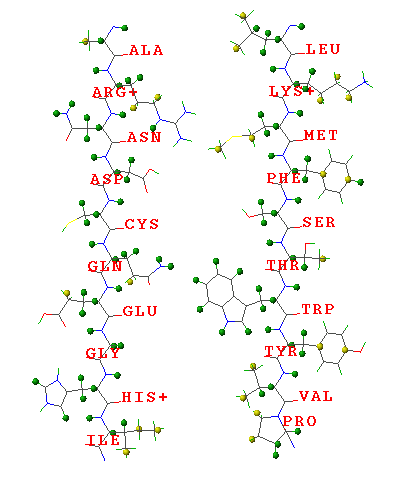 ALA
ARG+
ASN
ASP
CYS
GLN
GLU
GLY
HIS+
ILE
LEU
LYS+
MET
PHE
SER
THR
TRP
TYR
VAL
PRO